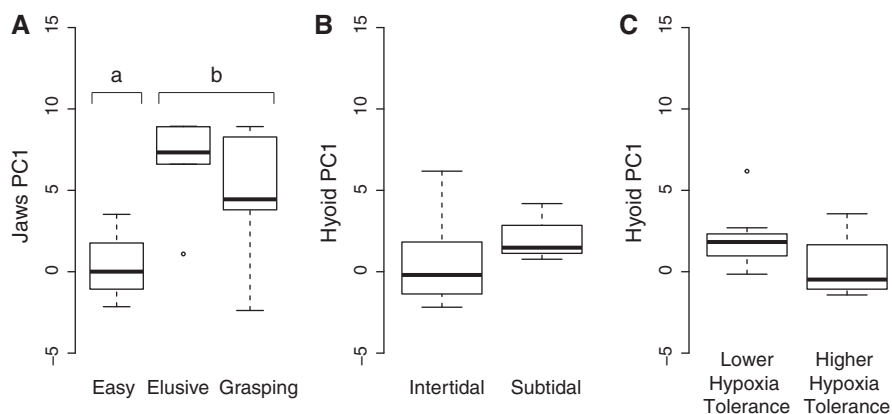 A
B
C
15
10
5
0
−5
Jaws PC1
a
b
Easy
Elusive
Grasping
15
10
5
0
−5
Hyoid PC1
Intertidal
Subtidal
15
10
5
0
−5
Hyoid PC1
Lower
Hypoxia
Tolerance
Higher
Hypoxia
Tolerance